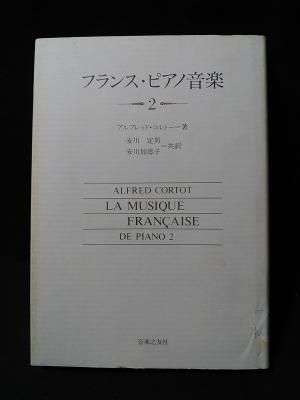 フランス・ピアノ音楽
2
アルフレッド・コルトー一著
安川 定男
安川加壽子
一共訳
ALFRED CORTOT
LA MUSIQUE
FRANÇAISE
DE PIANO 2
音楽之友社